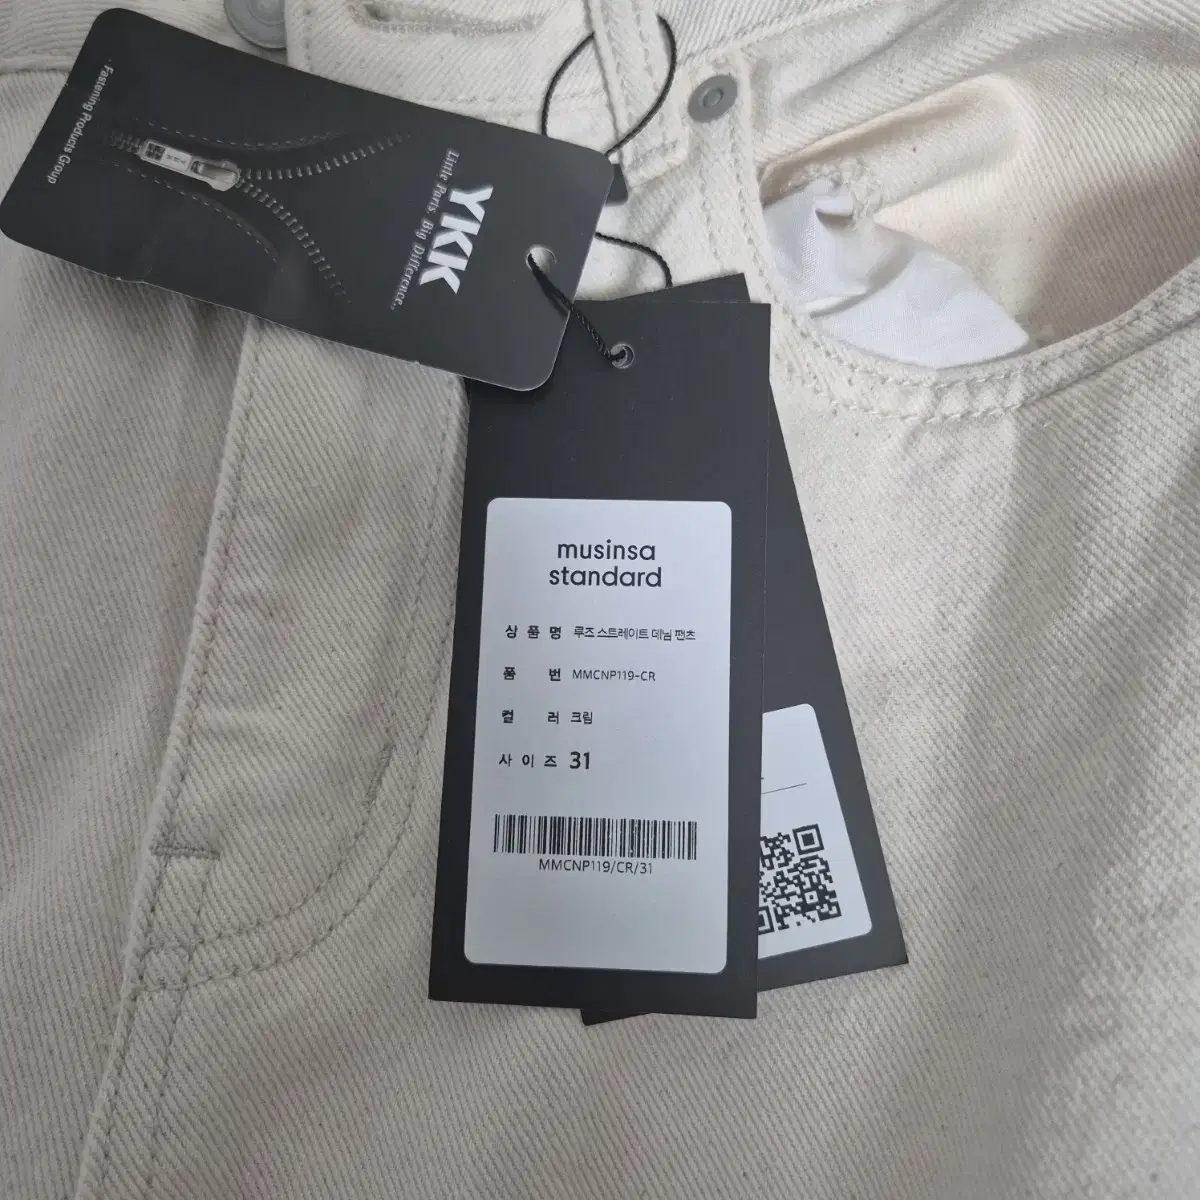 Fastening Products Group
YKK
Little Parts. Big Difference.
musinsa
standard
상 품 명 루즈 스트레이트 데님 팬츠
품 번 MMCNP119-CR
컬 러 크림
사 이 즈 31
MMCNP119/CR/31